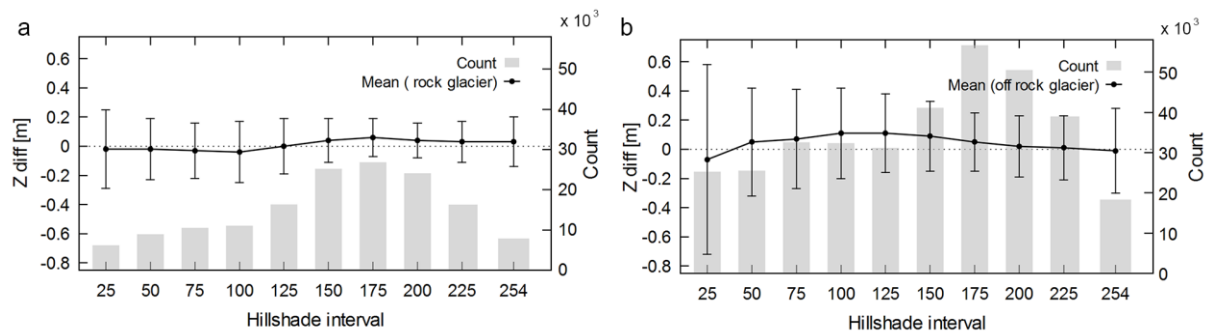 a
x 10³
0.6
0.4
0.2
0
-0.2
-0.4
-0.6
-0.8
Z diff [m]
Count
Mean ( rock glacier)
50
40
30
20
10
0
Count
25 50 75 100 125 150 175 200 225 254
Hillshade interval
b
x 10³
0.6
0.4
0.2
0
-0.2
-0.4
-0.6
-0.8
Z diff [m]
Count
Mean (off rock glacier)
50
40
30
20
10
0
Count
25 50 75 100 125 150 175 200 225 254
Hillshade interval